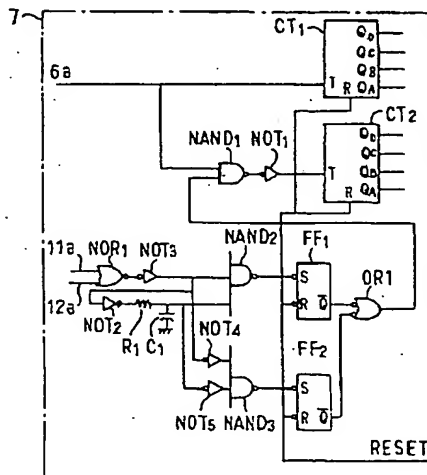 7
CT1
QD
QC
QB
T R QA
6a
CT2
QD
QC
QB
T R QA
NAND1
NOT1
NOR1
NOT3
11a
12a
NAND2
FF1
S
R Q̅
OR1
NOT2
R1
C1
NOT4
FF2
S
R Q̅
NOT5
NAND3
RESET